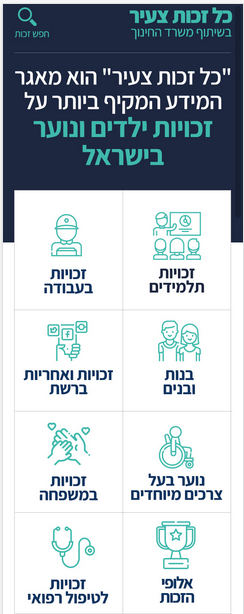 כל זכות צעיר
בשיתוף משרד החינוך
חפש זכות
"כל זכות צעיר" הוא מאגר
המידע המקיף ביותר על
זכויות ילדים ונוער
בישראל
זכויות
תלמידים
זכויות
בעבודה
בנות
ובנים
זכויות ואחריות
ברשת
נוער בעל
צרכים מיוחדים
זכויות
במשפחה
אלופי
הזכות
זכויות
לטיפול רפואי